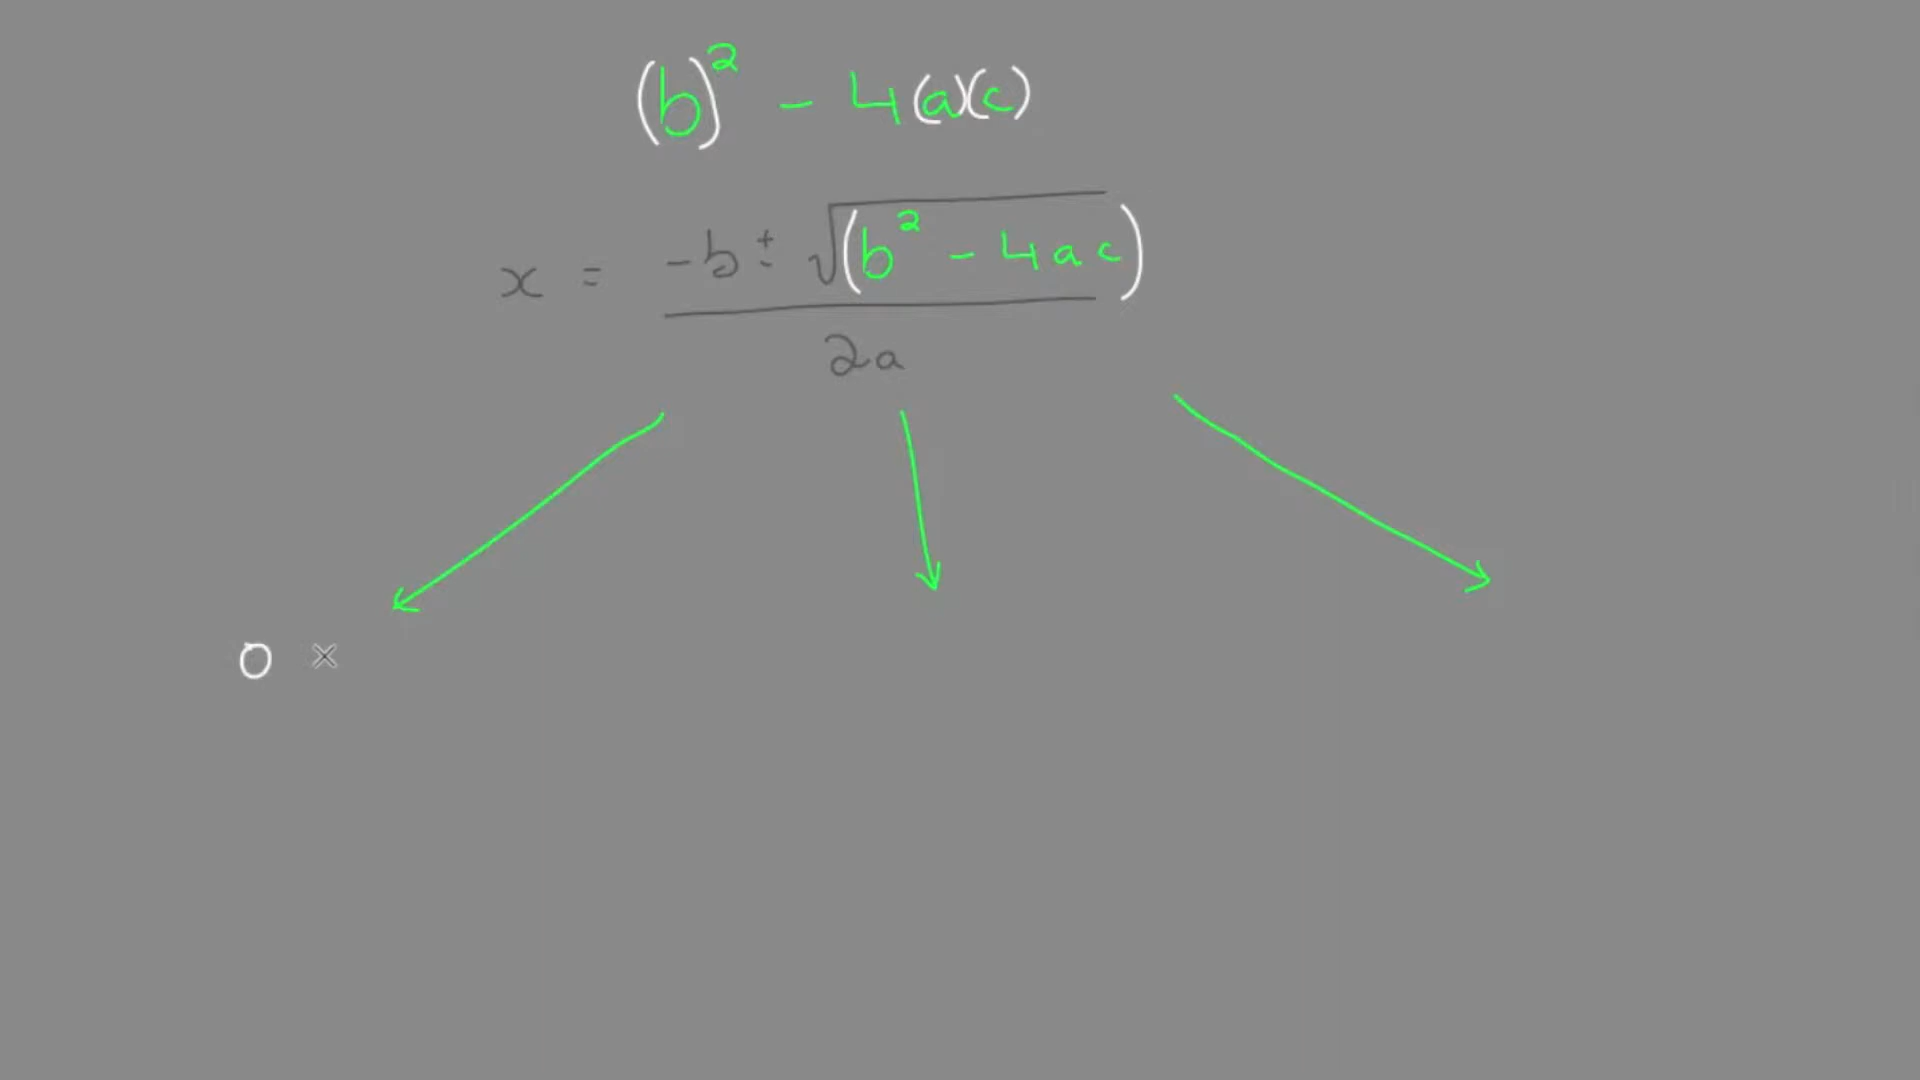 (b)² - 4(a)(c)
x = -b ± √(b² - 4ac)
2a
0